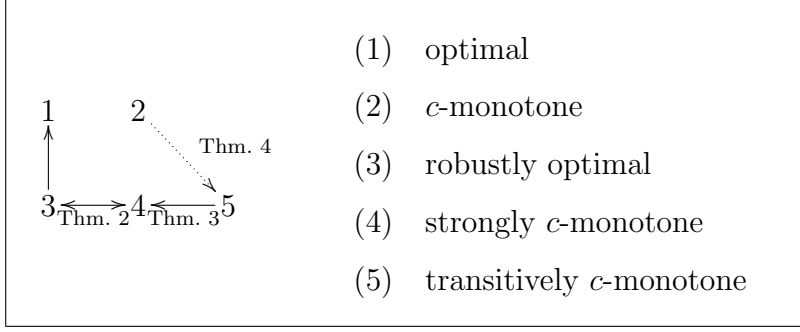 1 2
Thm. 4
3 Thm. 2 4 Thm. 3 5
(1) optimal
(2) c-monotone
(3) robustly optimal
(4) strongly c-monotone
(5) transitively c-monotone